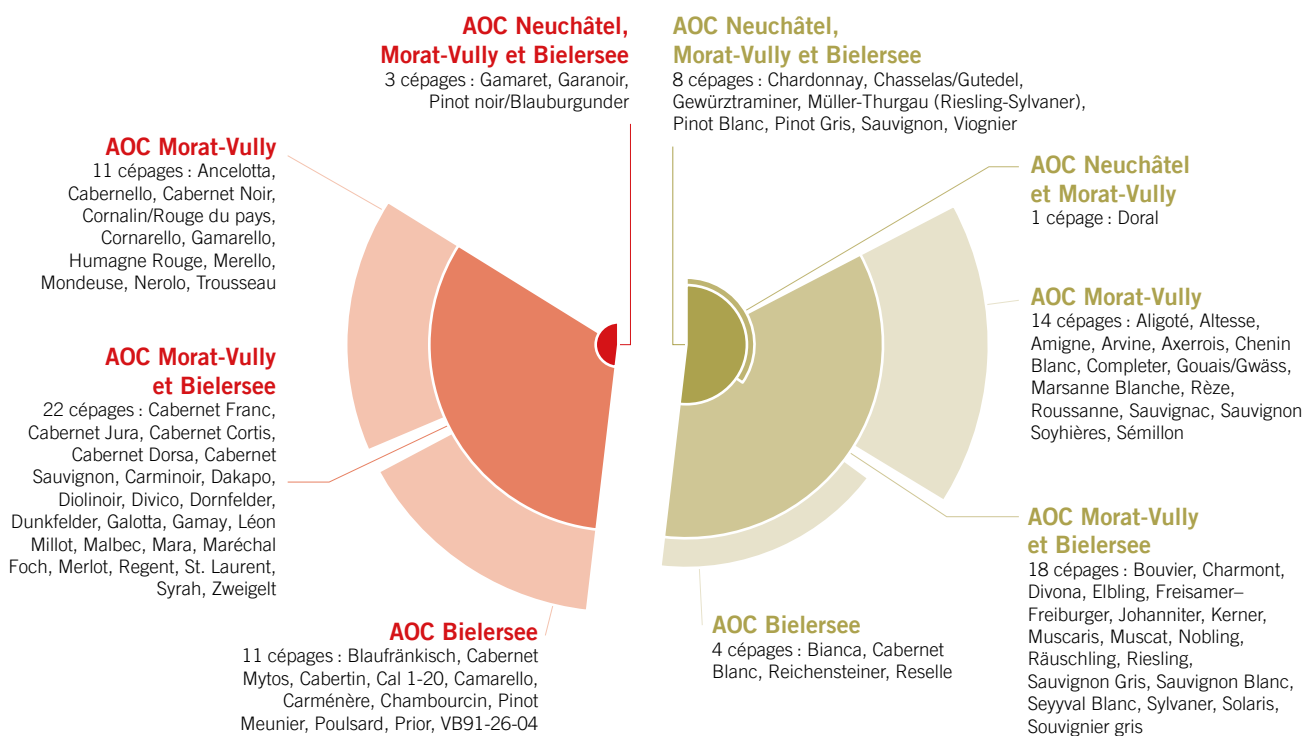 AOC Neuchâtel,
Morat-Vully et Bielersee
3 cépages : Gamaret, Garanoir,
Pinot noir/Blauburgunder
AOC Morat-Vully
11 cépages : Ancelotta,
Cabernello, Cabernet Noir,
Cornalin/Rouge du pays,
Cornarello, Gamarello,
Humagne Rouge, Merello,
Mondeuse, Nerolo, Trousseau
AOC Morat-Vully
et Bielersee
22 cépages : Cabernet Franc,
Cabernet Jura, Cabernet Cortis,
Cabernet Dorsa, Cabernet
Sauvignon, Carminoir, Dakapo,
Diolinoir, Divico, Dornfelder,
Dunkfelder, Galotta, Gamay, Léon
Millot, Malbec, Mara, Maréchal
Foch, Merlot, Regent, St. Laurent,
Syrah, Zweigelt
AOC Bielersee
11 cépages : Blaufränkisch, Cabernet
Mytos, Cabertin, Cal 1-20, Camarello,
Carménère, Chambourcin, Pinot
Meunier, Poulsard, Prior, VB91-26-04
AOC Neuchâtel,
Morat-Vully et Bielersee
8 cépages : Chardonnay, Chasselas/Gutedel,
Gewürztraminer, Müller-Thurgau (Riesling-Sylvaner),
Pinot Blanc, Pinot Gris, Sauvignon, Viognier
AOC Neuchâtel
et Morat-Vully
1 cépage : Doral
AOC Morat-Vully
14 cépages : Aligoté, Altesse,
Amigne, Arvine, Axerrois, Chenin
Blanc, Completer, Gouais/Gwäss,
Marsanne Blanche, Rèze,
Roussanne, Sauvignac, Sauvignon
Soyhières, Sémillon
AOC Morat-Vully
et Bielersee
18 cépages : Bouvier, Charmont,
Divona, Elbling, Freisamer–
Freiburger, Johanniter, Kerner,
Muscaris, Muscat, Nobling,
Räuschling, Riesling,
Sauvignon Gris, Sauvignon Blanc,
Seyyval Blanc, Sylvaner, Solaris,
Souvignier gris
AOC Bielersee
4 cépages : Bianca, Cabernet
Blanc, Reichensteiner, Reselle